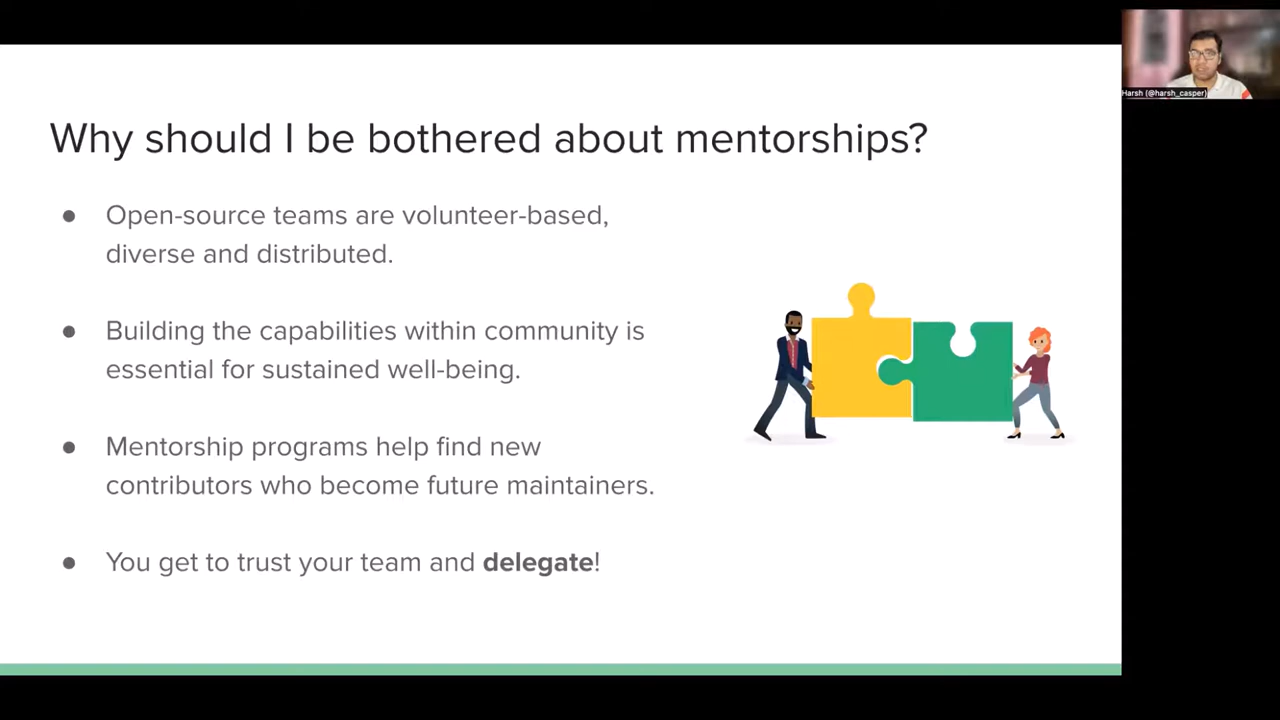 Why should I be bothered about mentorships?
● Open-source teams are volunteer-based,
diverse and distributed.
● Building the capabilities within community is
essential for sustained well-being.
● Mentorship programs help find new
contributors who become future maintainers.
● You get to trust your team and delegate!
Harsh (@harsh_casper)